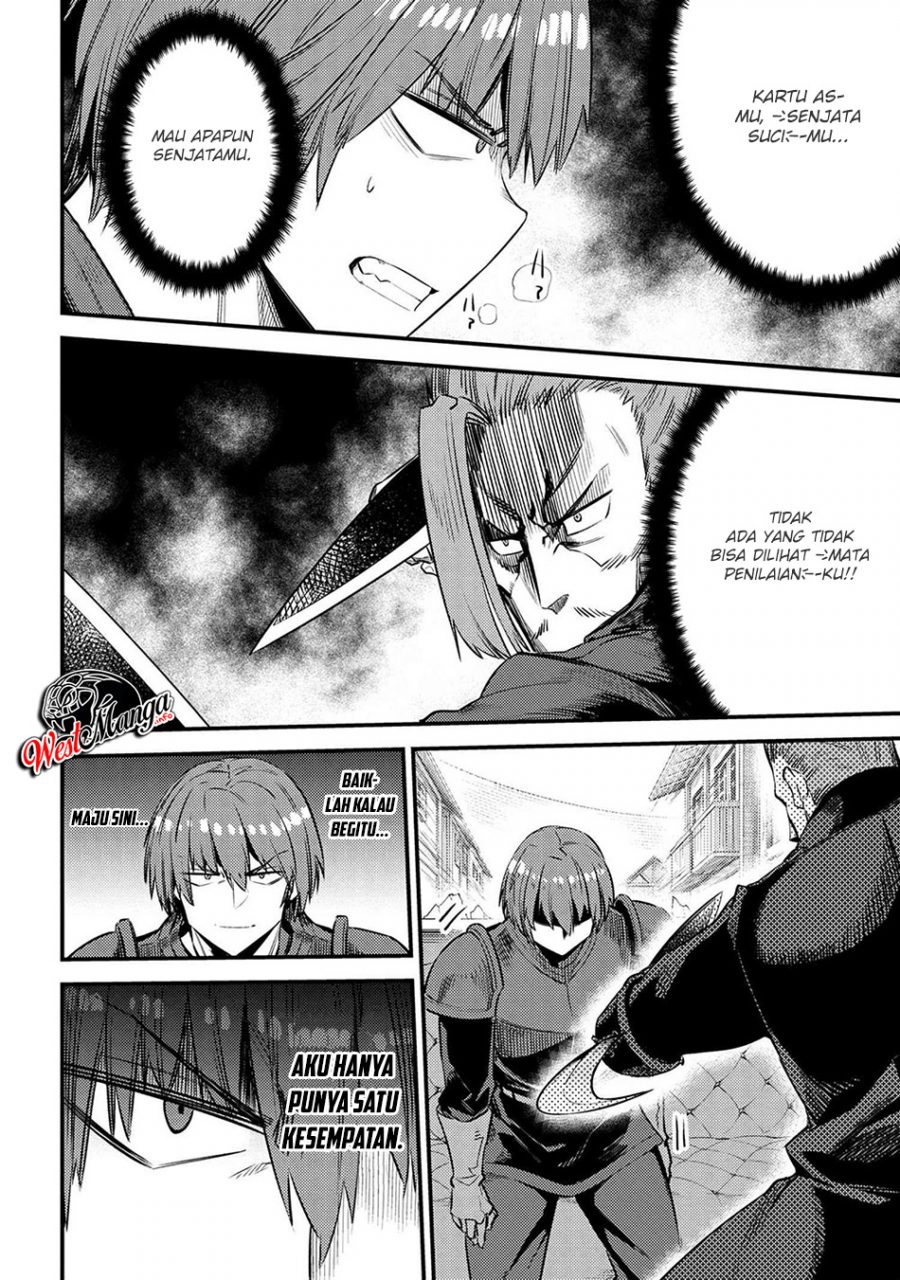 KARTU AS-
MU, ->SENJATA
SUCI<--MU...
MAU APAPUN
SENJATAMU.
TIDAK
ADA YANG TIDAK
BISA DILIHAT ->MATA
PENILAIAN<--KU!!
BAIK-
LAH KALAU
BEGITU...
MAJU SINI...
AKU HANYA
PUNYA SATU
KESEMPATAN.
WestManga
.info